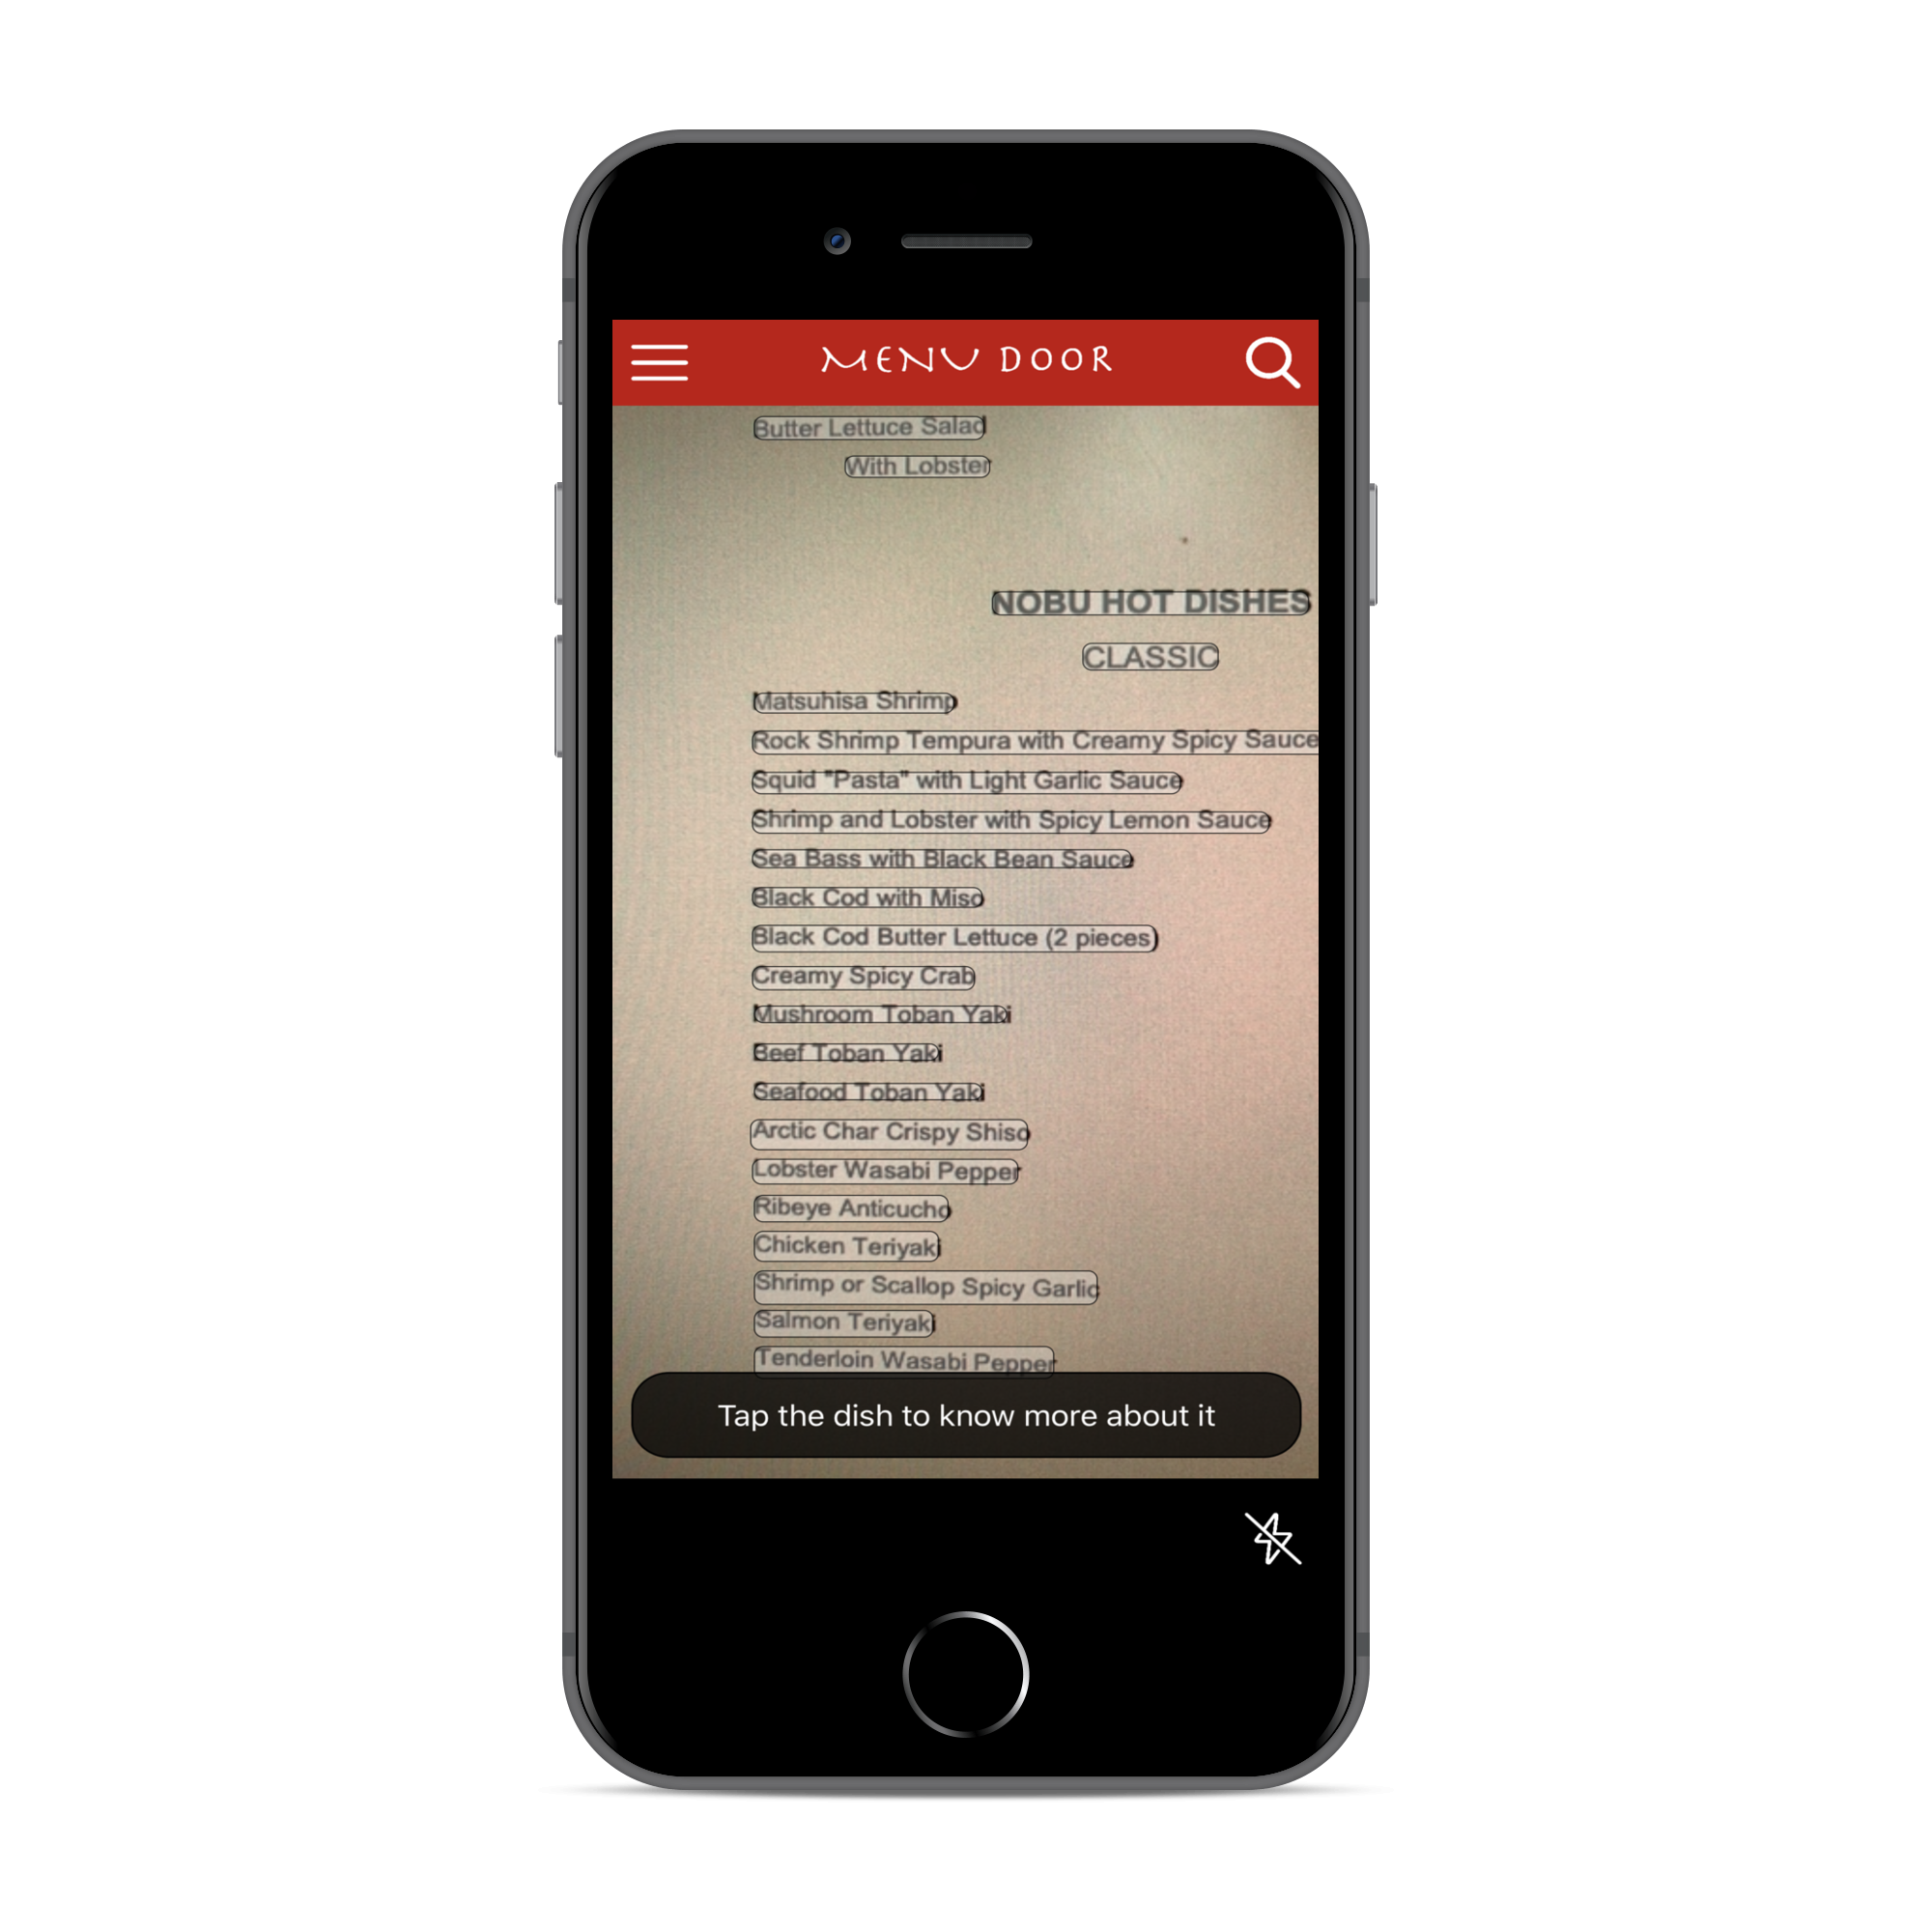 MENU DOOR
Butter Lettuce Salad
With Lobster
NOBU HOT DISHES
CLASSIC
Matsuhisa Shrimp
Rock Shrimp Tempura with Creamy Spicy Sauce
Squid "Pasta" with Light Garlic Sauce
Shrimp and Lobster with Spicy Lemon Sauce
Sea Bass with Black Bean Sauce
Black Cod with Miso
Black Cod Butter Lettuce (2 pieces)
Creamy Spicy Crab
Mushroom Toban Yaki
Beef Toban Yaki
Seafood Toban Yaki
Arctic Char Crispy Shiso
Lobster Wasabi Pepper
Ribeye Anticucho
Chicken Teriyaki
Shrimp or Scallop Spicy Garlic
Salmon Teriyaki
Tenderloin Wasabi Pepper
Tap the dish to know more about it